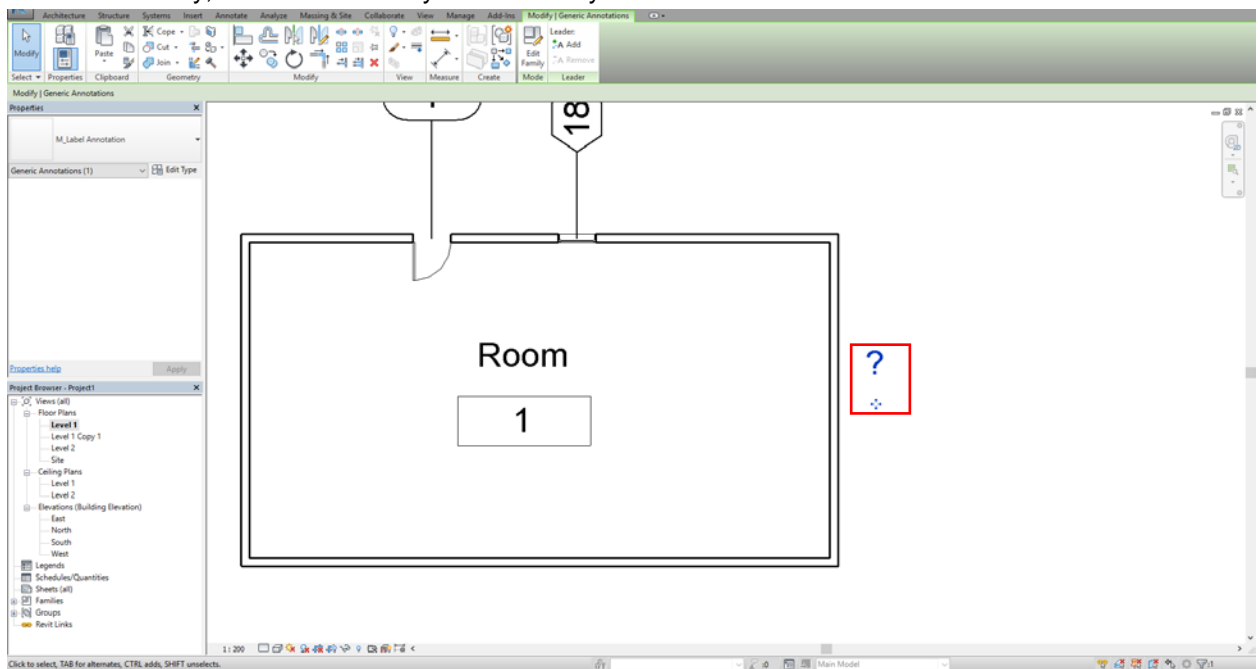 Architecture Structure Systems Insert Annotate Analyze Massing & Site Collaborate View Manage Add-Ins Modify | Generic Annotations
Modify
Paste
Cope
Cut
Join
Edit Family
Leader:
Add
Remove
Select Properties Clipboard Geometry Modify View Measure Create Mode Leader
Modify | Generic Annotations
Properties X
M_Label Annotation
Generic Annotations (1) Edit Type
Properties help Apply
Project Browser - Project1 X
Views (all)
Floor Plans
Level 1
Level 1 Copy 1
Level 2
Site
Ceiling Plans
Level 1
Level 2
Elevations (Building Elevation)
East
North
South
West
Legends
Schedules/Quantities
Sheets (all)
Families
Groups
Revit Links
18
Room
1
?
1 : 200
Click to select, TAB for alternates, CTRL adds, SHIFT unselects.
:0
Main Model
:1